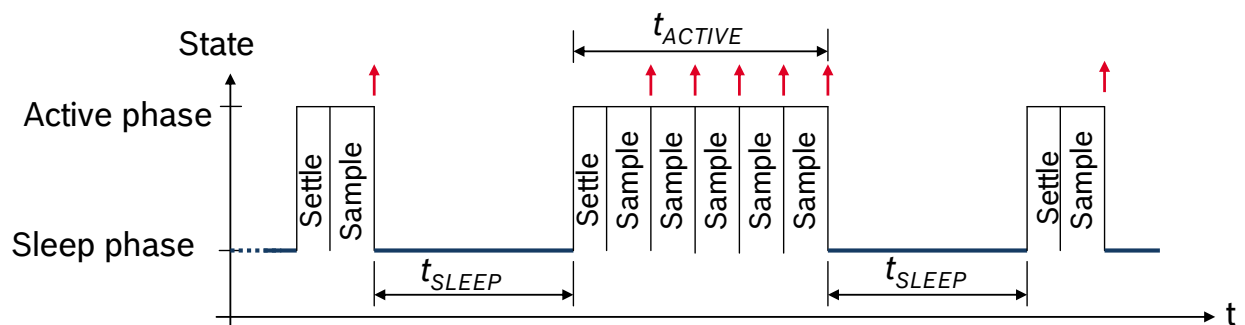 t_ACTIVE
State
Active phase
Settle
Sample
Settle
Sample
Sample
Sample
Sample
Sample
Settle
Sample
Sleep phase
t_SLEEP
t_SLEEP
t